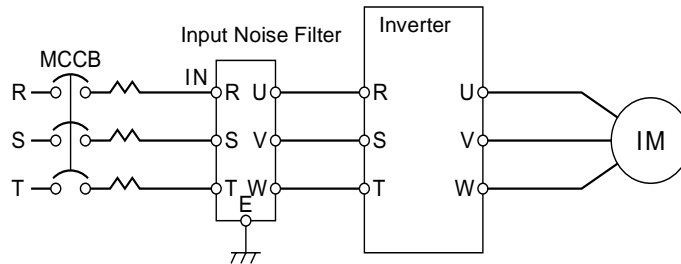 Input Noise Filter
Inverter
MCCB
IN
R R U R U
S S V S V IM
T T W T W
E